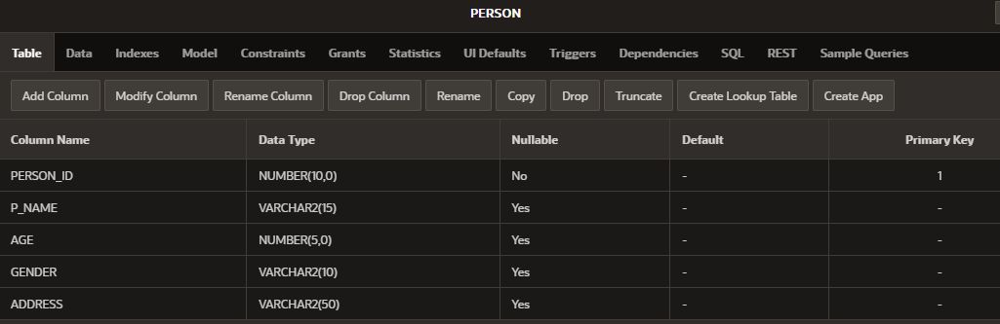 PERSON
Table Data Indexes Model Constraints Grants Statistics UI Defaults Triggers Dependencies SQL REST Sample Queries
Add Column Modify Column Rename Column Drop Column Rename Copy Drop Truncate Create Lookup Table Create App
Column Name Data Type Nullable Default Primary Key
PERSON_ID NUMBER(10,0) No - 1
P_NAME VARCHAR2(15) Yes - -
AGE NUMBER(5,0) Yes - -
GENDER VARCHAR2(10) Yes - -
ADDRESS VARCHAR2(50) Yes - -